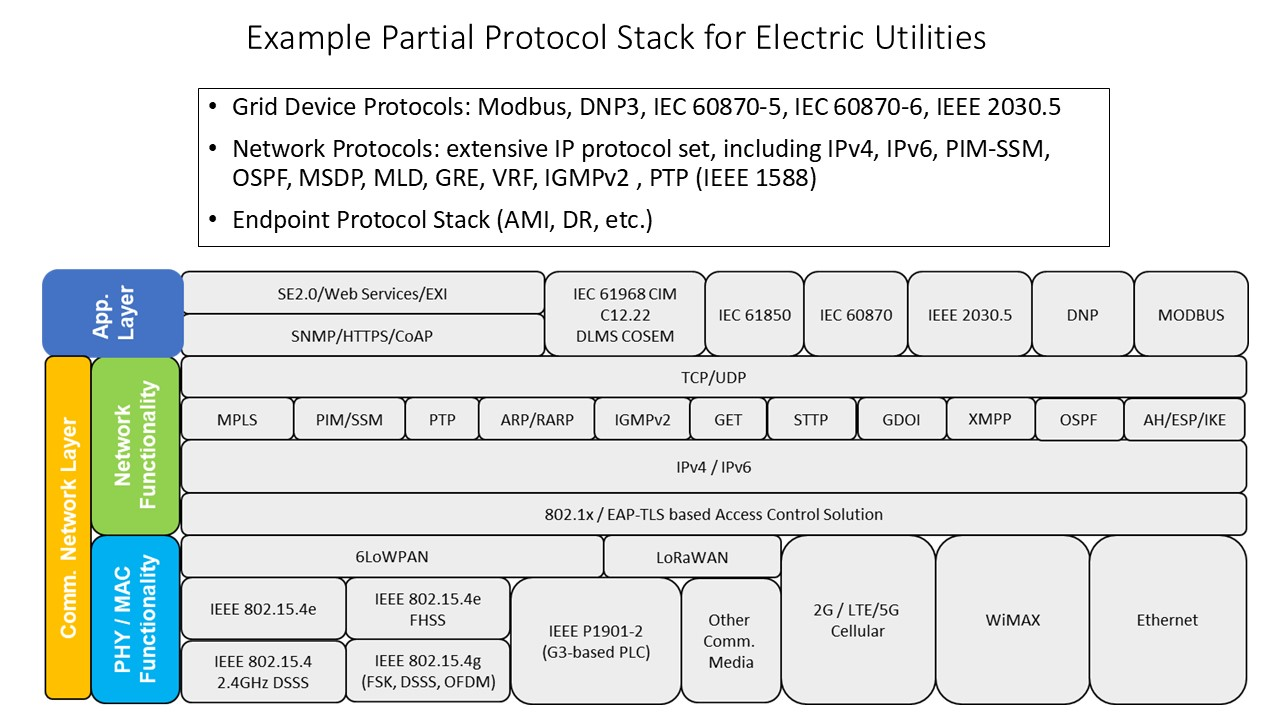 Example Partial Protocol Stack for Electric Utilities
• Grid Device Protocols: Modbus, DNP3, IEC 60870-5, IEC 60870-6, IEEE 2030.5
• Network Protocols: extensive IP protocol set, including IPv4, IPv6, PIM-SSM,
OSPF, MSDP, MLD, GRE, VRF, IGMPv2 , PTP (IEEE 1588)
• Endpoint Protocol Stack (AMI, DR, etc.)
App.
Layer
SE2.0/Web Services/EXI
SNMP/HTTPS/CoAP
IEC 61968 CIM
C12.22
DLMS COSEM
IEC 61850
IEC 60870
IEEE 2030.5
DNP
MODBUS
Comm. Network Layer
Network
Functionality
TCP/UDP
MPLS
PIM/SSM
PTP
ARP/RARP
IGMPv2
GET
STTP
GDOI
XMPP
OSPF
AH/ESP/IKE
IPv4 / IPv6
802.1x / EAP-TLS based Access Control Solution
PHY / MAC
Functionality
6LoWPAN
LoRaWAN
IEEE 802.15.4e
IEEE 802.15.4e
FHSS
IEEE 802.15.4
2.4GHz DSSS
IEEE 802.15.4g
(FSK, DSSS, OFDM)
IEEE P1901-2
(G3-based PLC)
Other
Comm.
Media
2G / LTE/5G
Cellular
WiMAX
Ethernet